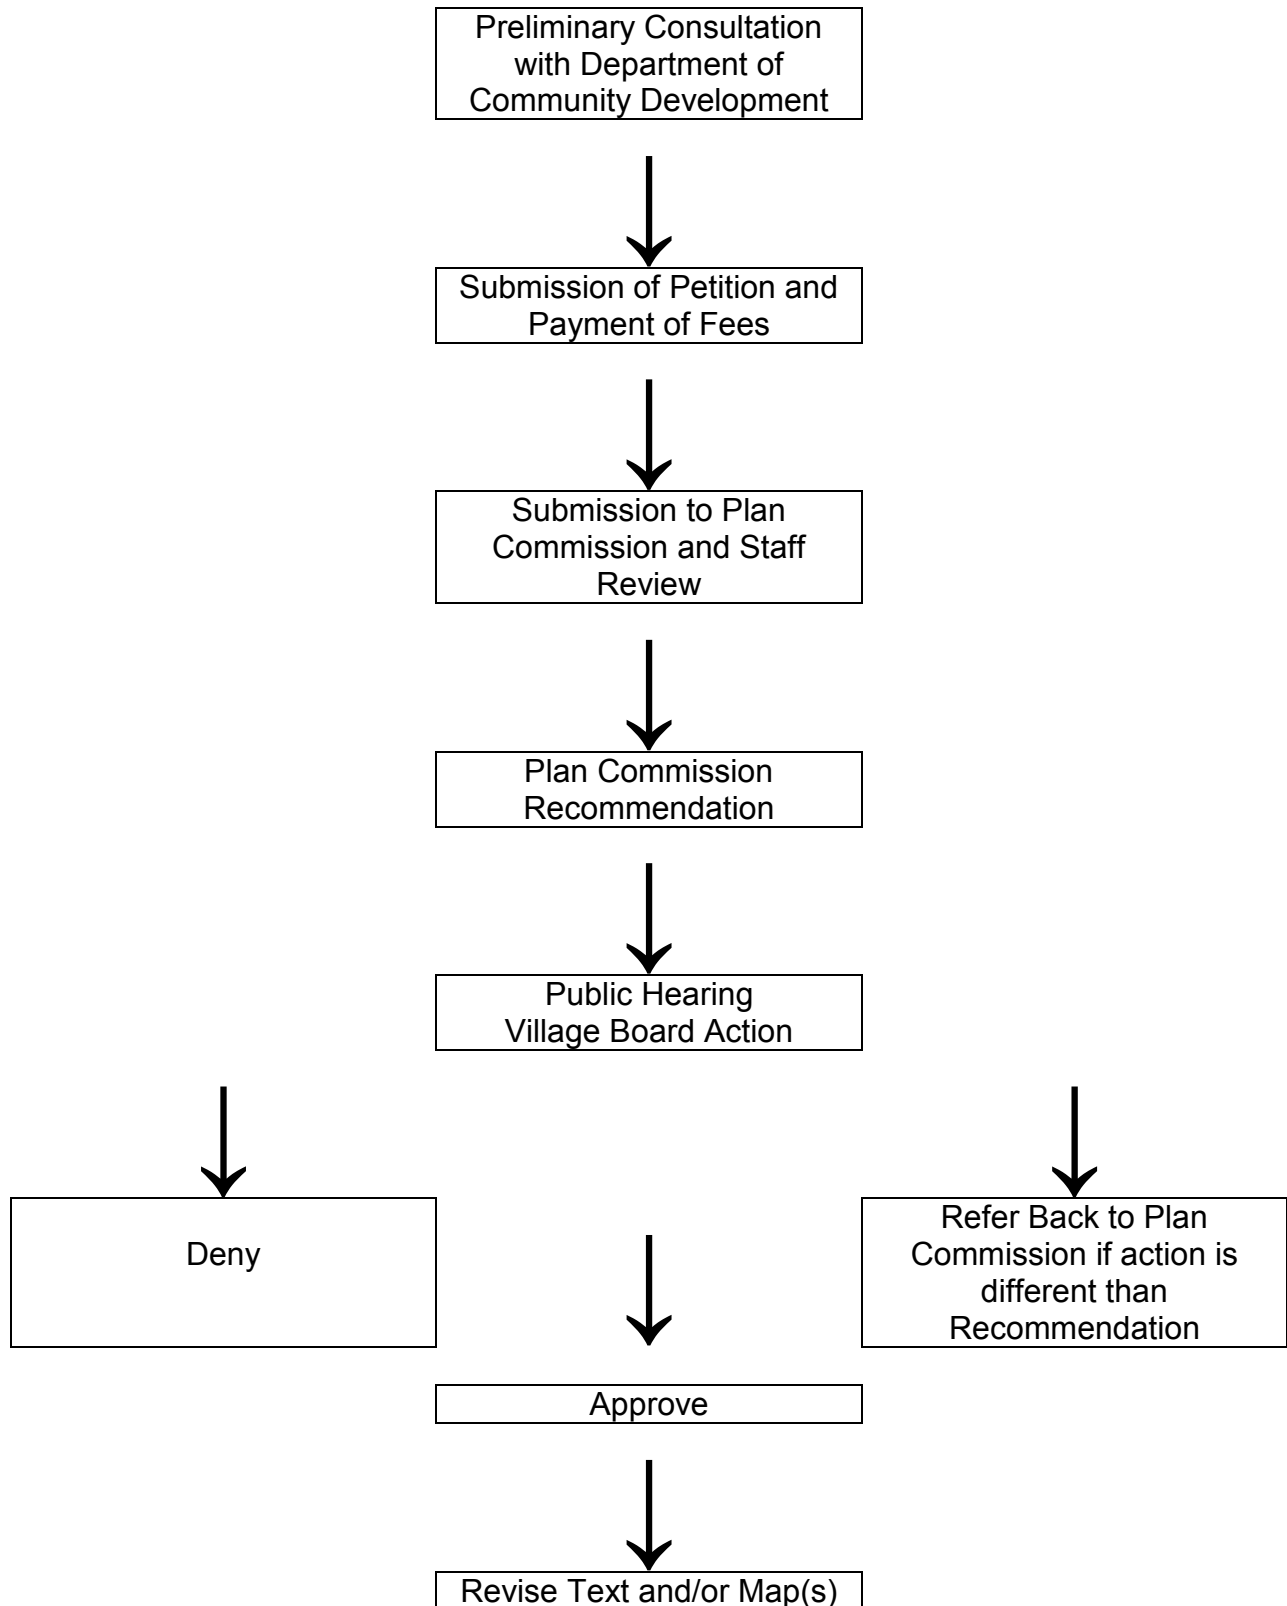 Preliminary Consultation
with Department of
Community Development
Submission of Petition and
Payment of Fees
Submission to Plan
Commission and Staff
Review
Plan Commission
Recommendation
Public Hearing
Village Board Action
Deny
Refer Back to Plan
Commission if action is
different than
Recommendation
Approve
Revise Text and/or Map(s)